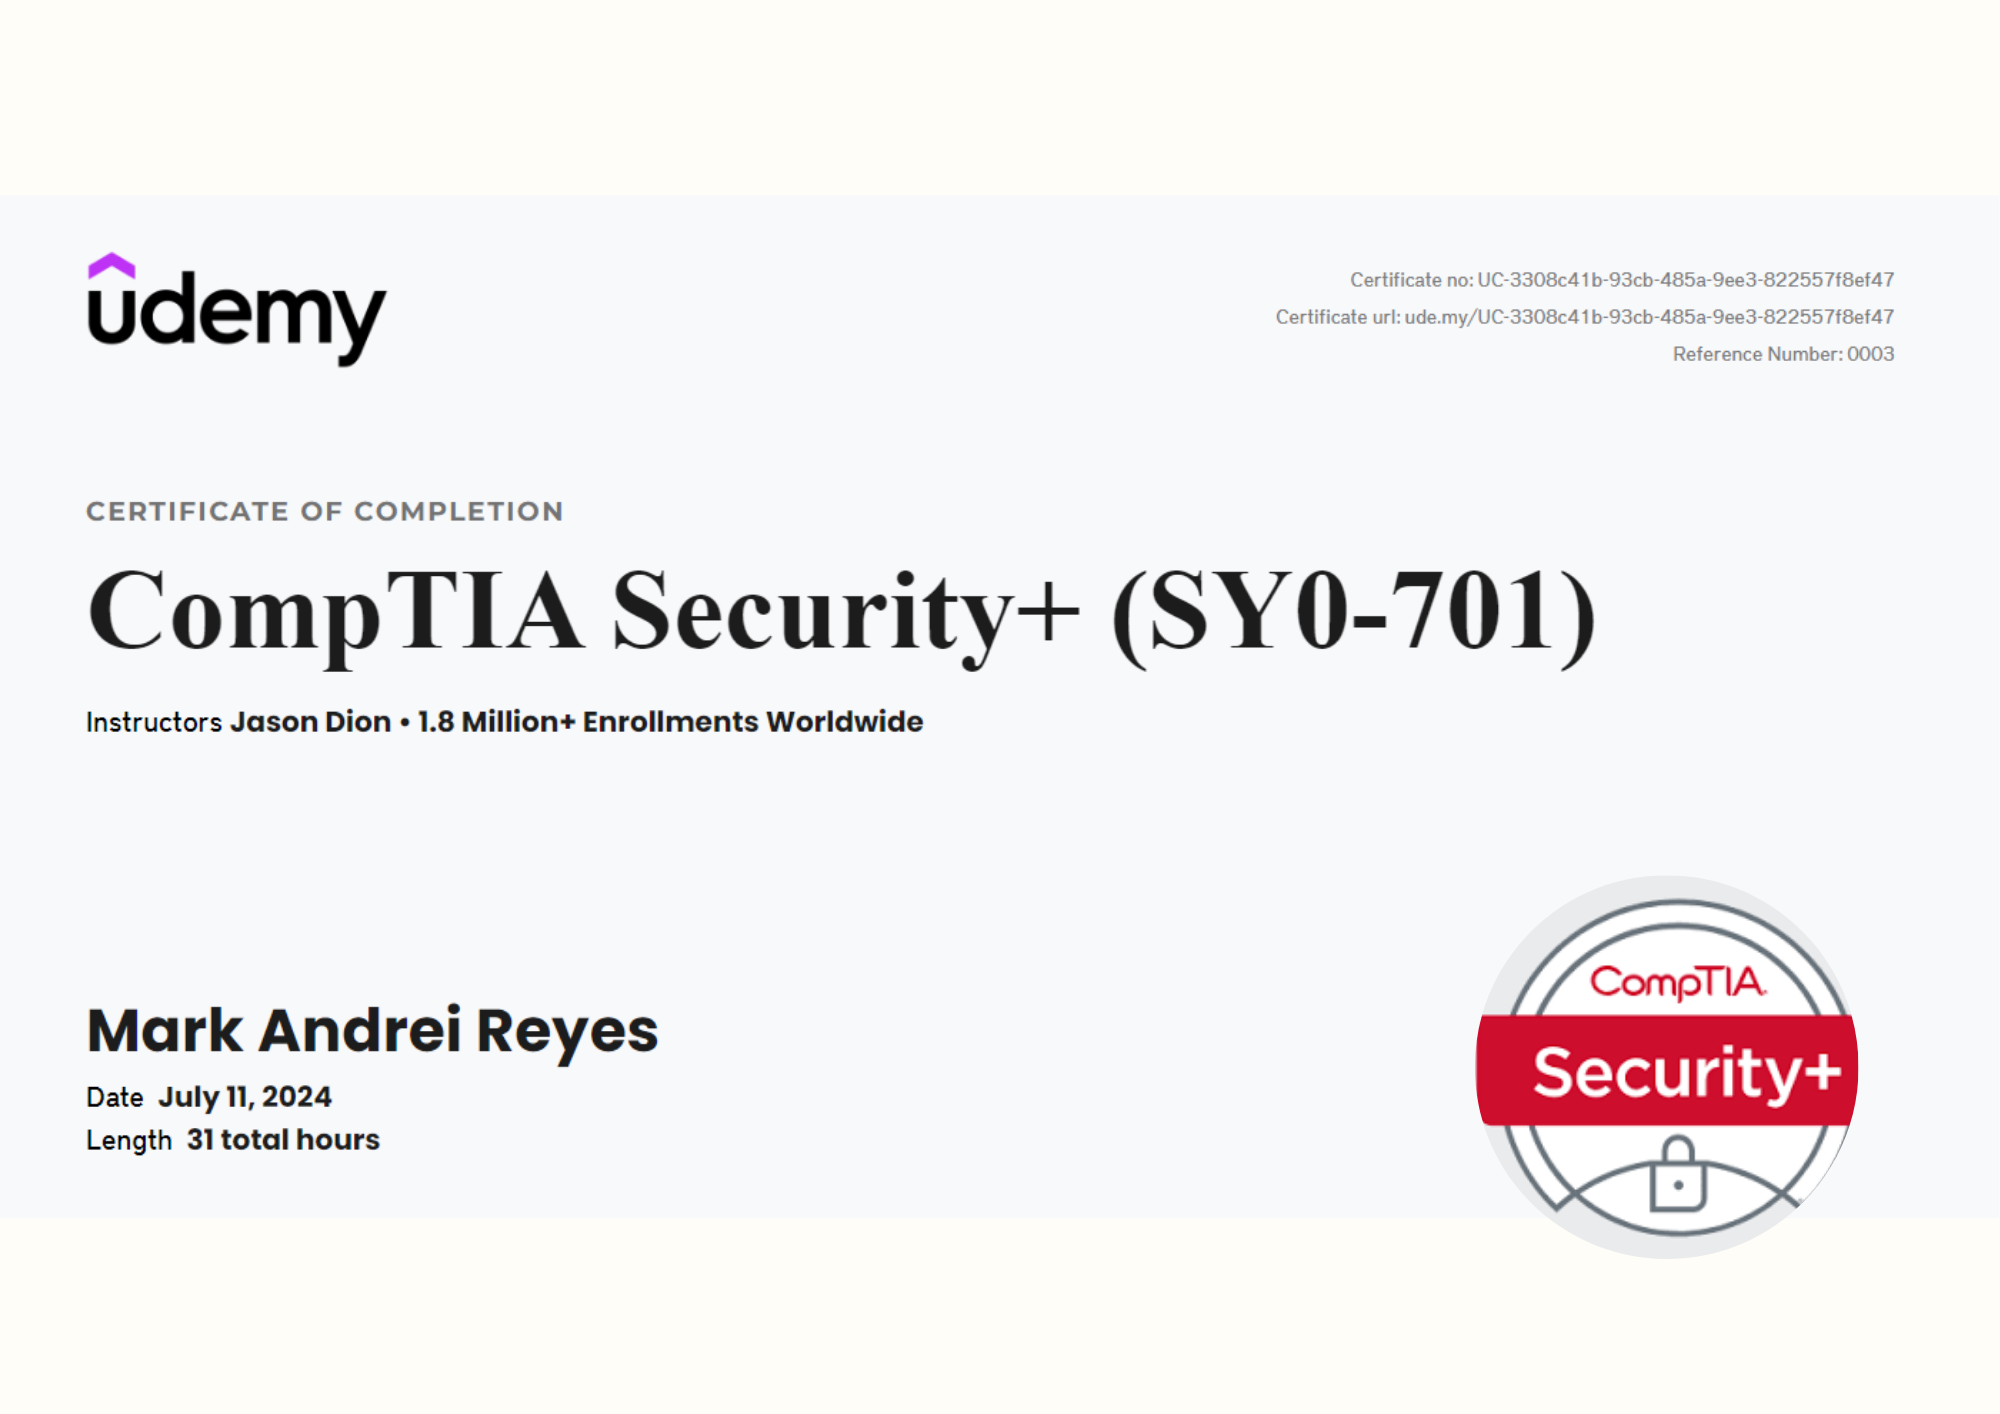 udemy
Certificate no: UC-3308c41b-93cb-485a-9ee3-822557f8ef47
Certificate url: ude.my/UC-3308c41b-93cb-485a-9ee3-822557f8ef47
Reference Number: 0003
CERTIFICATE OF COMPLETION
CompTIA Security+ (SY0-701)
Instructors Jason Dion • 1.8 Million+ Enrollments Worldwide
Mark Andrei Reyes
Date July 11, 2024
Length 31 total hours
CompTIA.
Security+